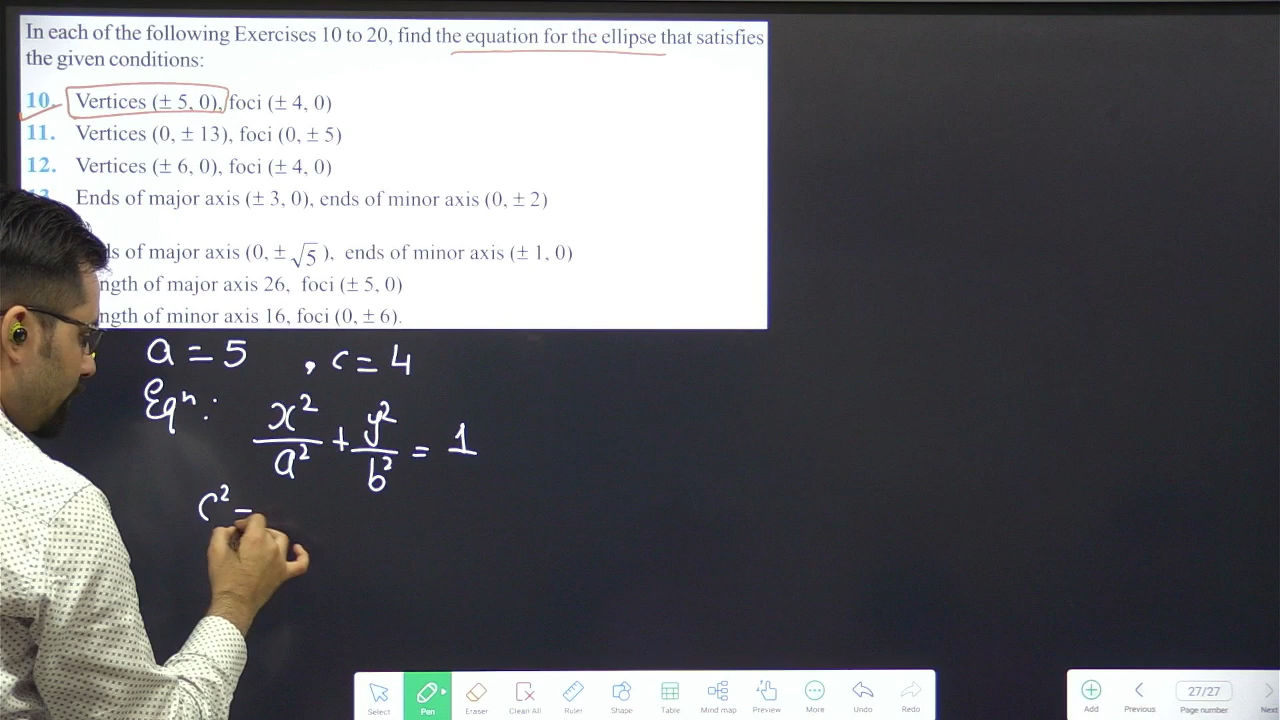 In each of the following Exercises 10 to 20, find the equation for the ellipse that satisfies
the given conditions:
10. Vertices (± 5, 0), foci (± 4, 0)
11. Vertices (0, ± 13), foci (0, ± 5)
12. Vertices (± 6, 0), foci (± 4, 0)
Ends of major axis (± 3, 0), ends of minor axis (0, ± 2)
of major axis (0, ± √5 ), ends of minor axis (± 1, 0)
of major axis 26, foci (± 5, 0)
of minor axis 16, foci (0, ± 6).
a = 5 , c = 4
Eqⁿ: x²/a² + y²/b² = 1
c² =
Select Pen Eraser Clean All Ruler Shape Table Mind map Preview More Undo Redo
Add Previous 27/27 Page number Next